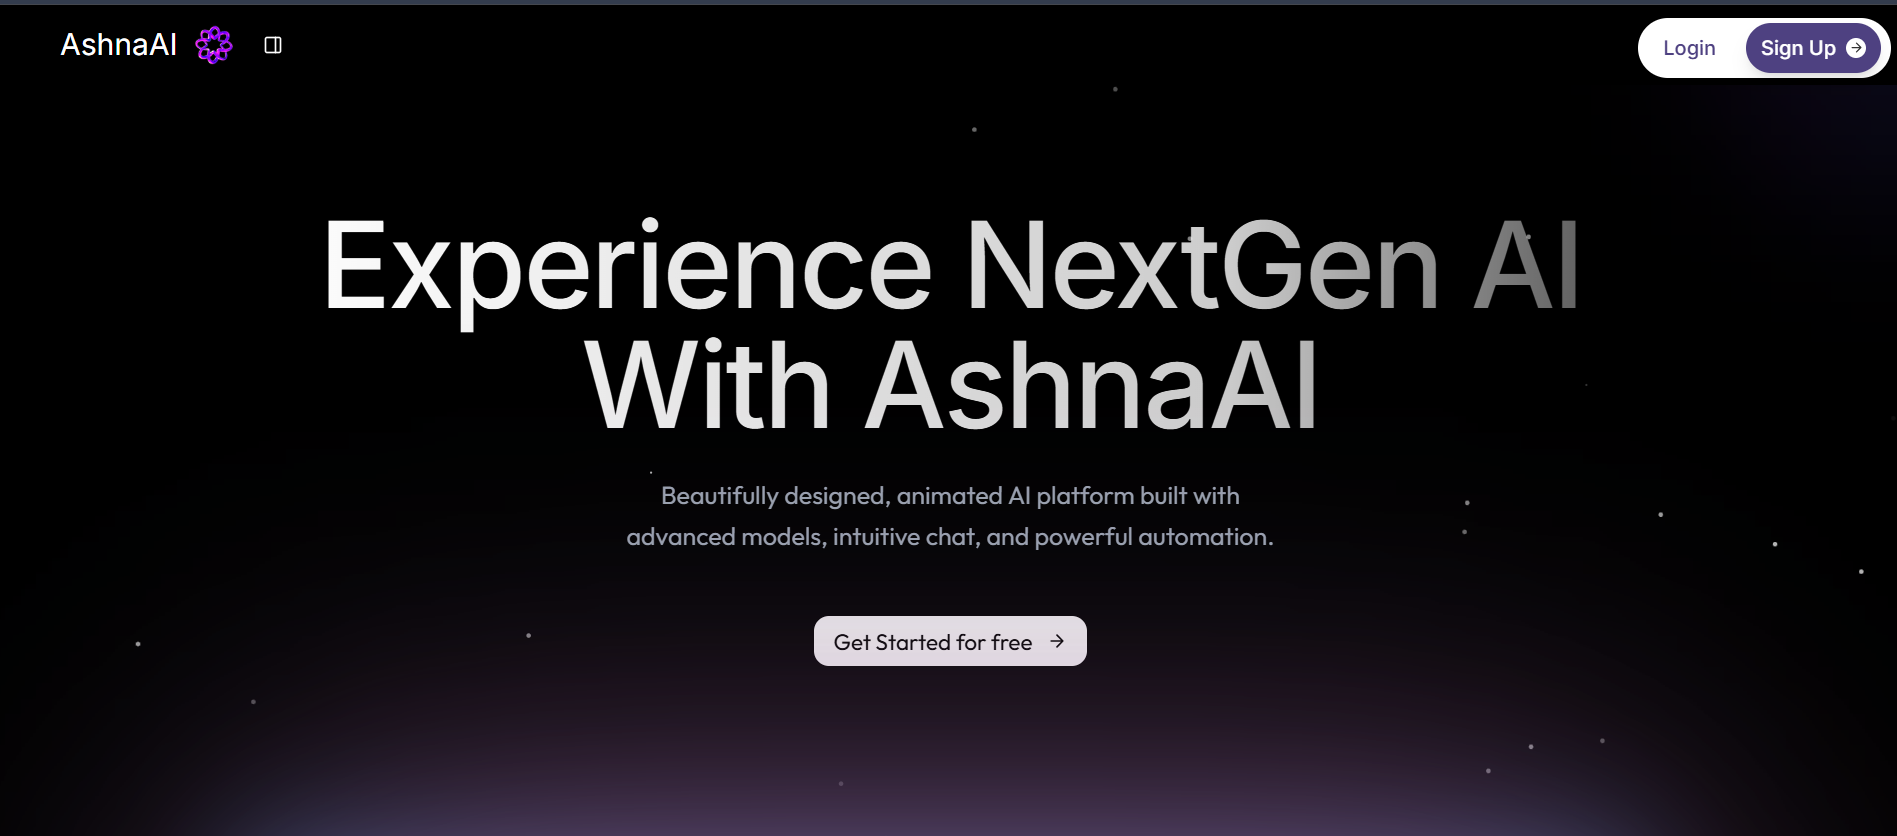 AshnaAI
Login
Sign Up
Experience NextGen AI
With AshnaAI
Beautifully designed, animated AI platform built with
advanced models, intuitive chat, and powerful automation.
Get Started for free